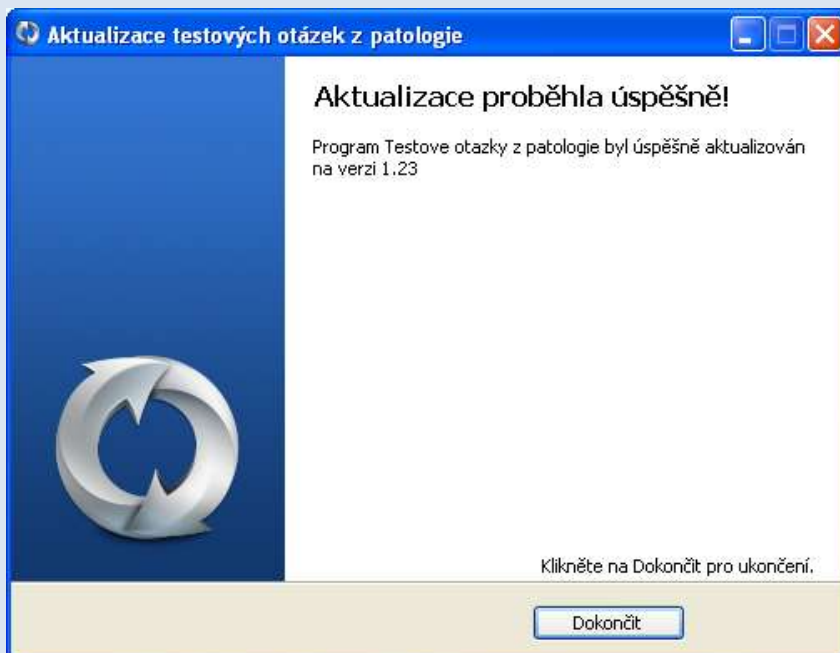 Aktualizace testových otázek z patologie
Aktualizace proběhla úspěšně!
Program Testove otazky z patologie byl úspěšně aktualizován
na verzi 1.23
Klikněte na Dokončit pro ukončení.
Dokončit